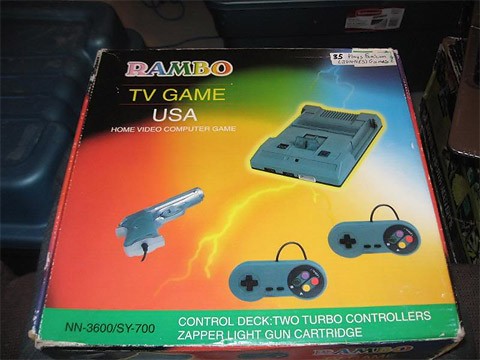 RAMBO
35
TV GAME
USA
HOME VIDEO COMPUTER GAME
NN-3600/SY-700
CONTROL DECK:TWO TURBO CONTROLLERS
ZAPPER LIGHT GUN CARTRIDGE